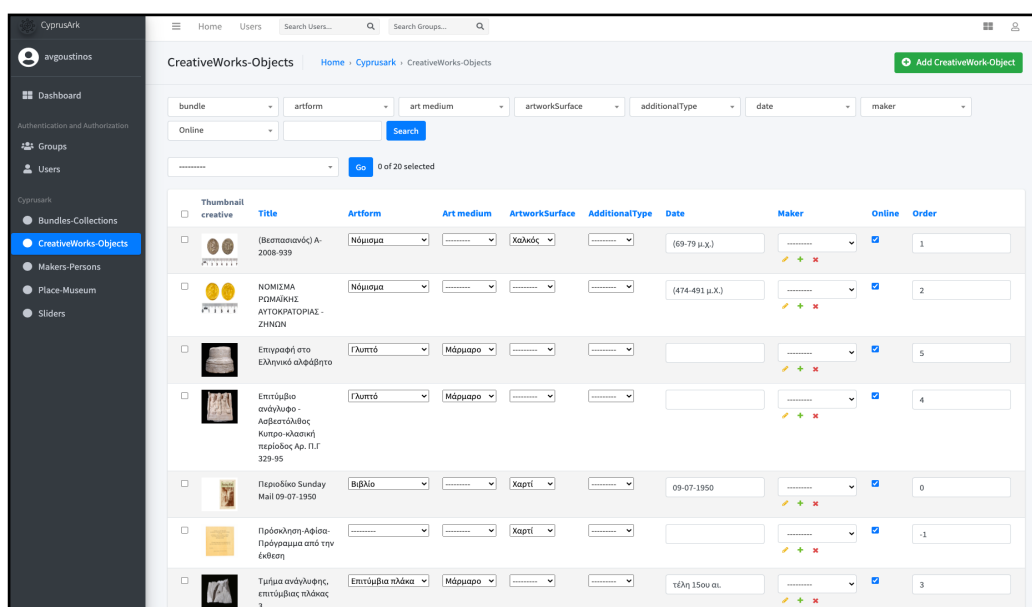 CyprusArk
Home Users Search Users... Search Groups...
avgoustinos
CreativeWorks-Objects Home › Cyprusark › CreativeWorks-Objects Add CreativeWork-Object
Dashboard
bundle artform art medium artworkSurface additionalType date maker
Authentication and Authorization
Online Search
Groups
Users
--------- Go 0 of 20 selected
Cyprusark
Bundles-Collections
CreativeWorks-Objects
Makers-Persons
Place-Museum
Sliders
Thumbnail
creative Title Artform Art medium ArtworkSurface AdditionalType Date Maker Online Order
(Βεσπασιανός) Α-
2008-939
Νόμισμα --------- Χαλκός --------- (69-79 μ.χ.) --------- 1
ΝΟΜΙΣΜΑ
ΡΩΜΑΪΚΗΣ
ΑΥΤΟΚΡΑΤΟΡΙΑΣ -
ΖΗΝΩΝ
Νόμισμα --------- --------- --------- (474-491 μ.Χ.) --------- 2
Επιγραφή στο
Ελληνικό αλφάβητο
Γλυπτό Μάρμαρο --------- --------- --------- 5
Επιτύμβιο
ανάγλυφο -
Ασβεστόλιθος
Κυπρο-κλασική
περίοδος Αρ. Π.Γ
329-95
Γλυπτό Μάρμαρο --------- --------- --------- 4
Περιοδίκο Sunday
Mail 09-07-1950
Βιβλίο --------- Χαρτί --------- 09-07-1950 --------- 0
Πρόσκληση-Αφίσα-
Πρόγραμμα από την
έκθεση
--------- --------- Χαρτί --------- --------- -1
Τμήμα ανάγλυφης,
επιτύμβιας πλάκας
3
Επιτύμβια πλάκα Μάρμαρο --------- --------- τέλη 15ου αι. --------- 3